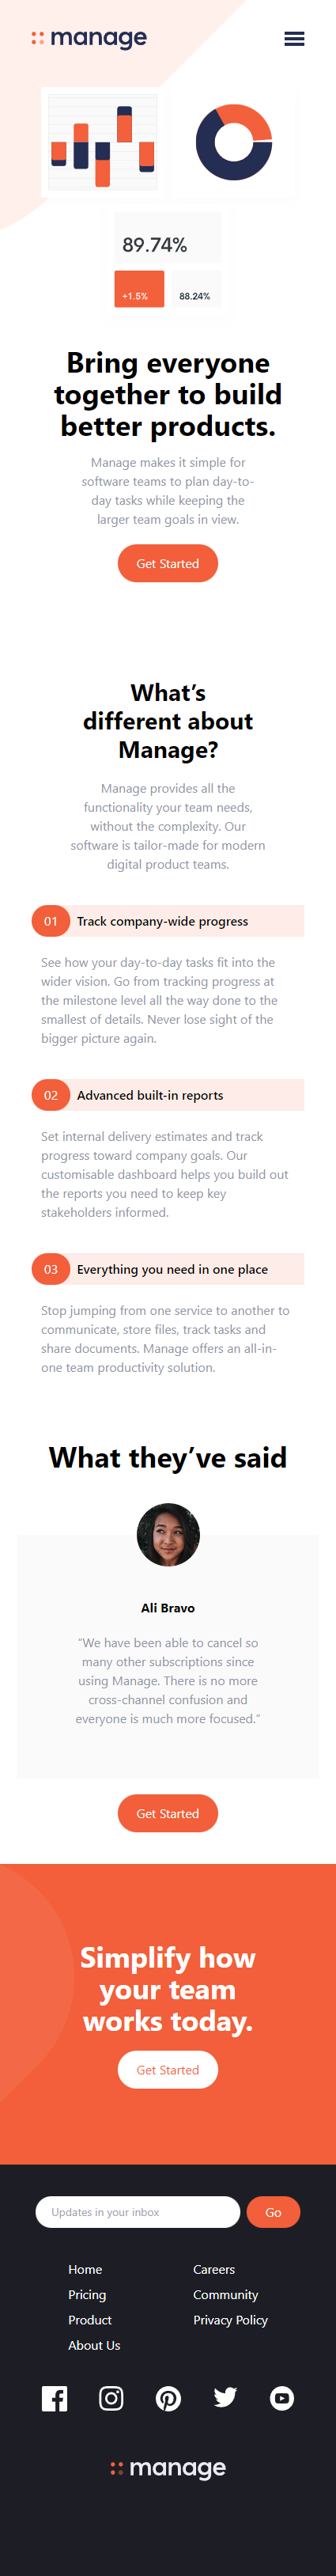 manage
89.74%
+1.5%
88.24%
Bring everyone
together to build
better products.
Manage makes it simple for
software teams to plan day-to-
day tasks while keeping the
larger team goals in view.
Get Started
What’s
different about
Manage?
Manage provides all the
functionality your team needs,
without the complexity. Our
software is tailor-made for modern
digital product teams.
01 Track company-wide progress
See how your day-to-day tasks fit into the
wider vision. Go from tracking progress at
the milestone level all the way done to the
smallest of details. Never lose sight of the
bigger picture again.
02 Advanced built-in reports
Set internal delivery estimates and track
progress toward company goals. Our
customisable dashboard helps you build out
the reports you need to keep key
stakeholders informed.
03 Everything you need in one place
Stop jumping from one service to another to
communicate, store files, track tasks and
share documents. Manage offers an all-in-
one team productivity solution.
What they’ve said
Ali Bravo
“We have been able to cancel so
many other subscriptions since
using Manage. There is no more
cross-channel confusion and
everyone is much more focused.”
Get Started
Simplify how
your team
works today.
Get Started
Updates in your inbox
Go
Home
Pricing
Product
About Us
Careers
Community
Privacy Policy
manage